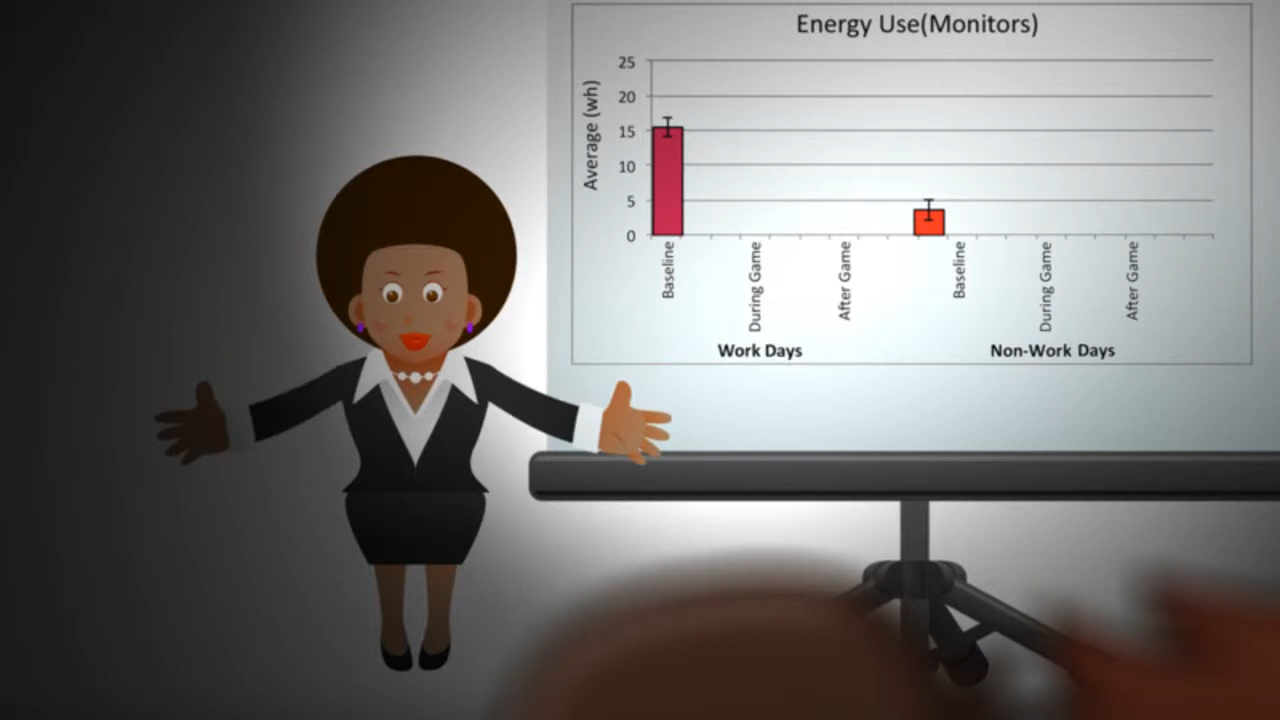 Energy Use(Monitors)
Average (wh)
25
20
15
10
5
0
Baseline
During Game
After Game
Baseline
During Game
After Game
Work Days
Non-Work Days